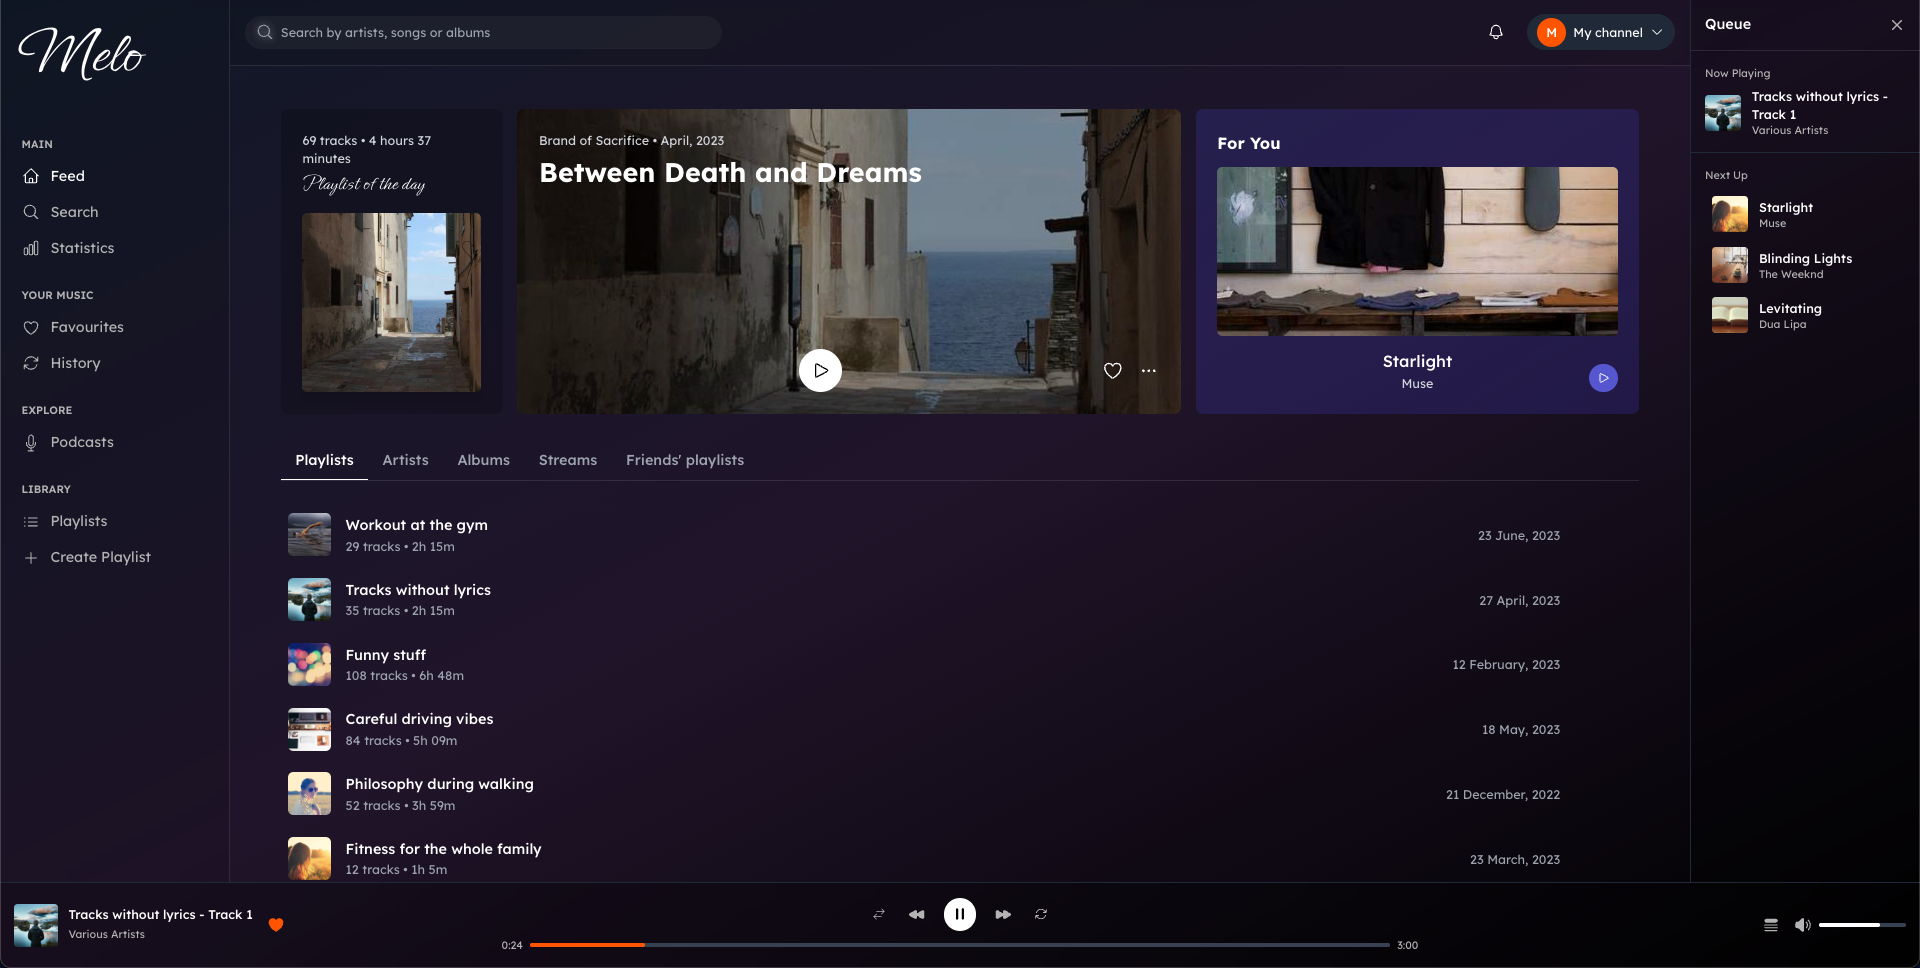 Melo
MAIN
Feed
Search
Statistics
YOUR MUSIC
Favourites
History
EXPLORE
Podcasts
LIBRARY
Playlists
Create Playlist
Search by artists, songs or albums
M My channel
69 tracks • 4 hours 37
minutes
Playlist of the day
Brand of Sacrifice • April, 2023
Between Death and Dreams
For You
Starlight
Muse
Playlists Artists Albums Streams Friends' playlists
Workout at the gym
29 tracks • 2h 15m
23 June, 2023
Tracks without lyrics
35 tracks • 2h 15m
27 April, 2023
Funny stuff
108 tracks • 6h 48m
12 February, 2023
Careful driving vibes
84 tracks • 5h 09m
18 May, 2023
Philosophy during walking
52 tracks • 3h 59m
21 December, 2022
Fitness for the whole family
12 tracks • 1h 5m
23 March, 2023
Queue
Now Playing
Tracks without lyrics -
Track 1
Various Artists
Next Up
Starlight
Muse
Blinding Lights
The Weeknd
Levitating
Dua Lipa
Tracks without lyrics - Track 1
Various Artists
0:24
3:00